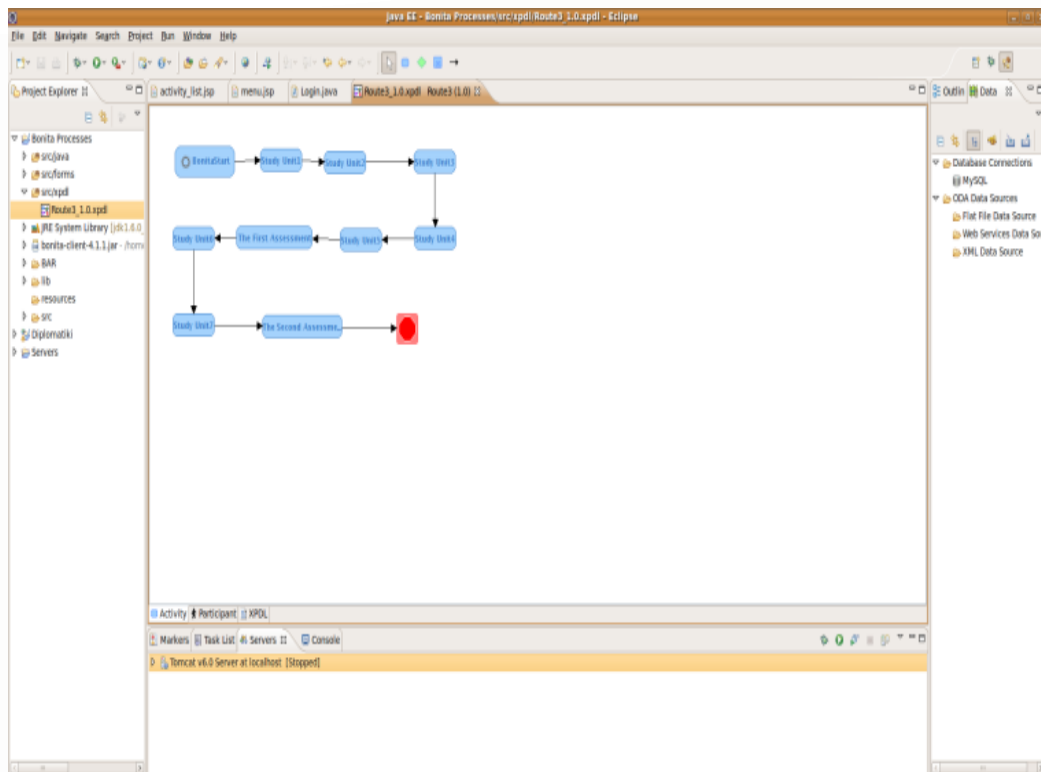 Java EE - Bonita Processes/src/xpdl/Route3_1.0.xpdl - Eclipse
File Edit Navigate Search Project Bonita Run Window Help
Project Explorer
activity_list.jsp menu.jsp Login.java Route3_1.0.xpdl Route3 (1.0)
Outlin Data
Bonita Processes
src/java
src/forms
src/xpdl
Route3_1.0.xpdl
JRE System Library [jdk1.6.0_
bonita-client-4.1.1.jar - /hom
BAR
lib
resources
src
Diplomatiki
Servers
BonitaStart Study Unit1 Study Unit2 Study Unit3
Study Unit6 The First Assessment Study Unit5 Study Unit4
Study Unit7 The Second Assessme...
Database Connections
MySQL
ODA Data Sources
Flat File Data Source
Web Services Data So
XML Data Source
Activity Participant XPDL
Markers Task List Servers Console
Tomcat v6.0 Server at localhost [Stopped]